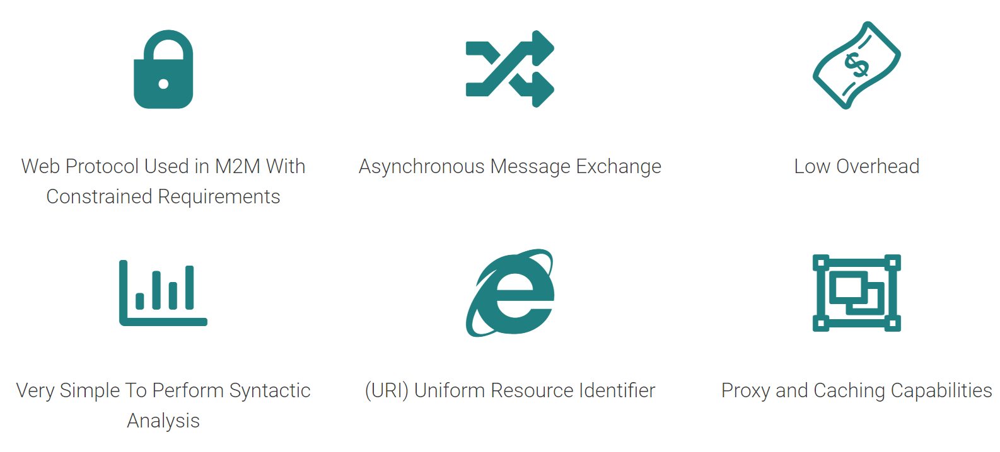 Web Protocol Used in M2M With
Constrained Requirements
Asynchronous Message Exchange
$
Low Overhead
Very Simple To Perform Syntactic
Analysis
(URI) Uniform Resource Identifier
Proxy and Caching Capabilities